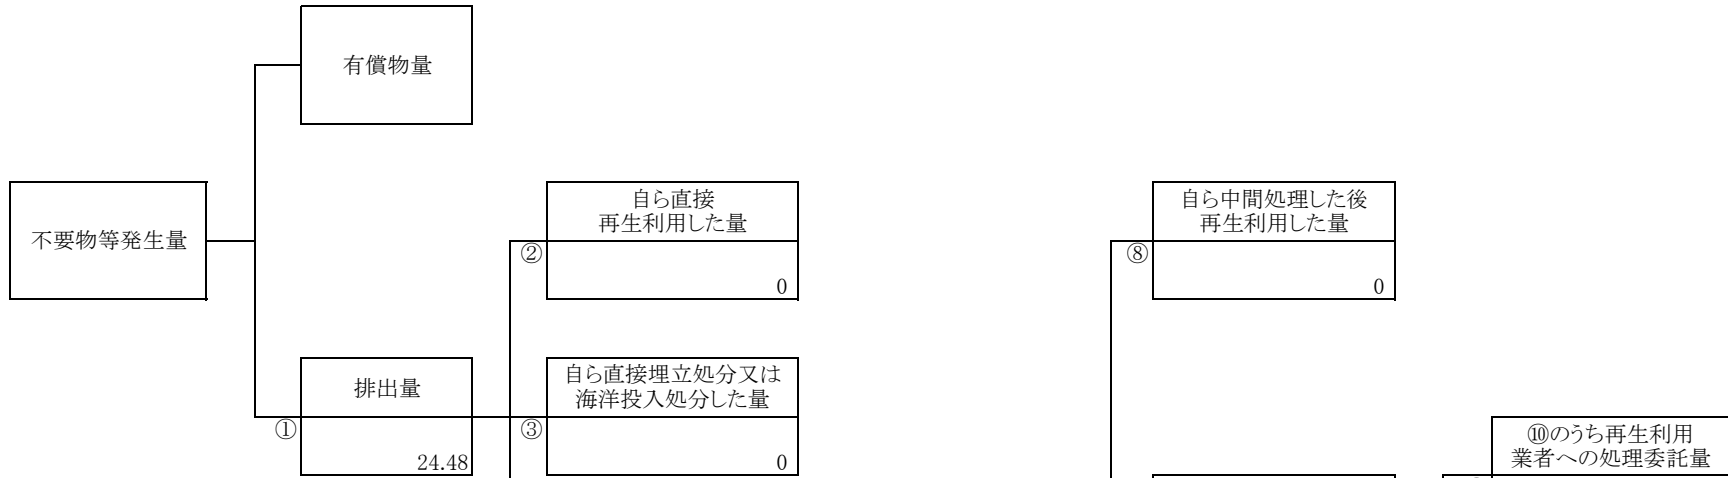 有償物量
不要物等発生量
自ら直接
再生利用した量
②
0
自ら中間処理した後
再生利用した量
⑧
0
排出量
①
24.48
自ら直接埋立処分又は
海洋投入処分した量
③
0
⑩のうち再生利用
業者への処理委託量